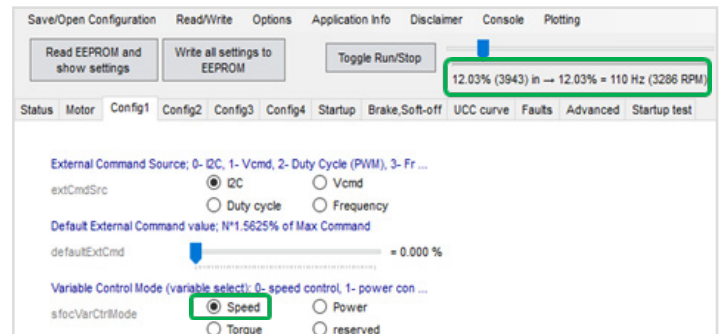 Save/Open Configuration Read/Write Options Application Info Disclaimer Console Plotting
Read EEPROM and show settings
Write all settings to EEPROM
Toggle Run/Stop
12.03% (3943) in → 12.03% = 110 Hz (3286 RPM)
Status Motor Config1 Config2 Config3 Config4 Startup Brake,Soft-off UCC curve Faults Advanced Startup test
External Command Source; 0- I2C, 1- Vcmd, 2- Duty Cycle (PWM), 3- Fr ...
extCmdSrc
I2C Vcmd
Duty cycle Frequency
Default External Command value; N*1.5625% of Max Command
defaultExtCmd = 0.000 %
Variable Control Mode (variable select): 0- speed control, 1- power con ...
sfocVarCtrlMode
Speed Power
Torque reserved